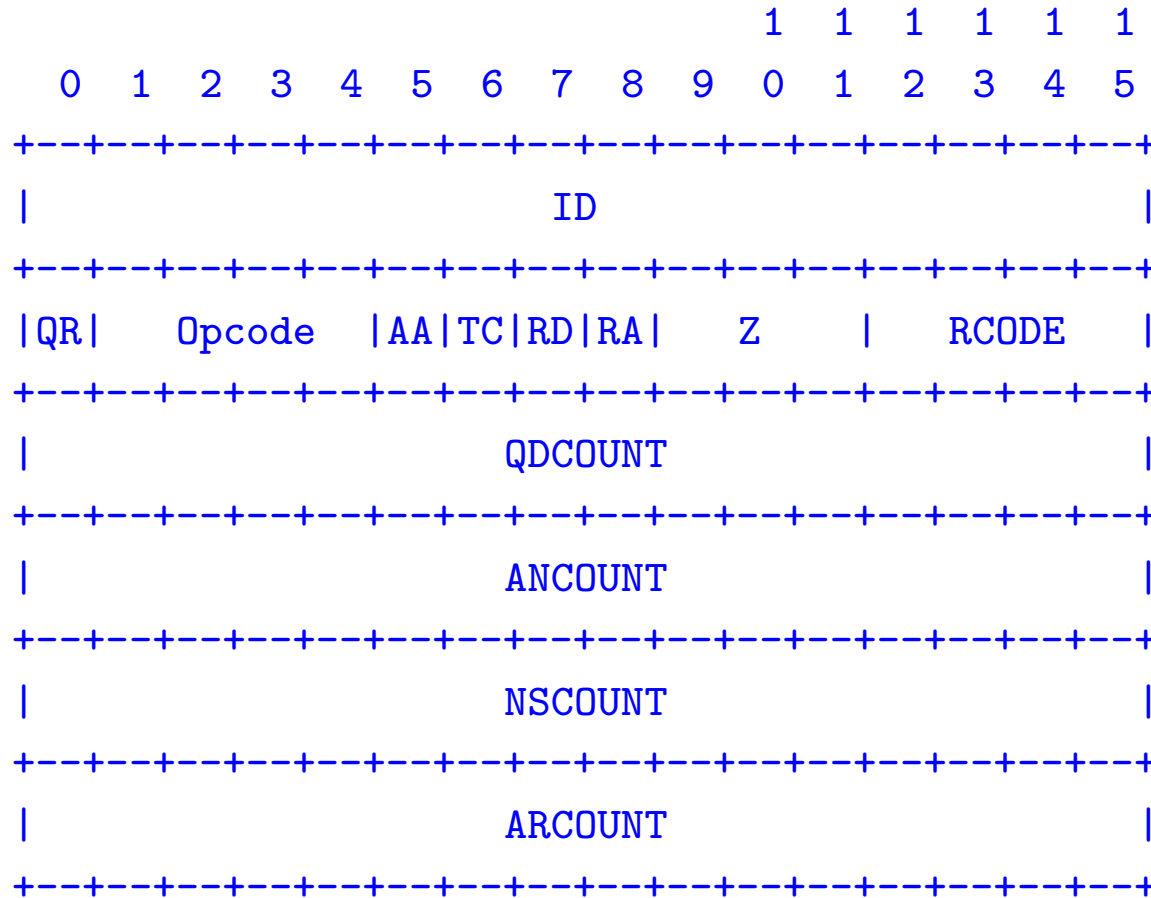 1  1  1  1  1  1
  0  1  2  3  4  5  6  7  8  9  0  1  2  3  4  5
+--+--+--+--+--+--+--+--+--+--+--+--+--+--+--+--+
|                      ID                       |
+--+--+--+--+--+--+--+--+--+--+--+--+--+--+--+--+
|QR|   Opcode  |AA|TC|RD|RA|   Z    |   RCODE   |
+--+--+--+--+--+--+--+--+--+--+--+--+--+--+--+--+
|                    QDCOUNT                    |
+--+--+--+--+--+--+--+--+--+--+--+--+--+--+--+--+
|                    ANCOUNT                    |
+--+--+--+--+--+--+--+--+--+--+--+--+--+--+--+--+
|                    NSCOUNT                    |
+--+--+--+--+--+--+--+--+--+--+--+--+--+--+--+--+
|                    ARCOUNT                    |
+--+--+--+--+--+--+--+--+--+--+--+--+--+--+--+--+